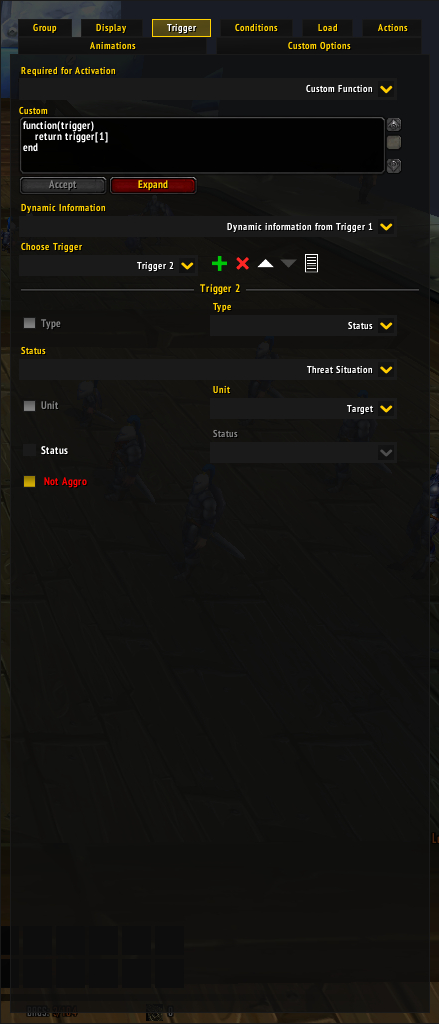 Group Display Trigger Conditions Load Actions
Animations Custom Options
Required for Activation
Custom Function
Custom
function(trigger)
return trigger[1]
end
Accept Expand
Dynamic Information
Dynamic information from Trigger 1
Choose Trigger
Trigger 2
Trigger 2
Type
Type Status
Status
Threat Situation
Unit
Unit Target
Status
Status
Not Aggro